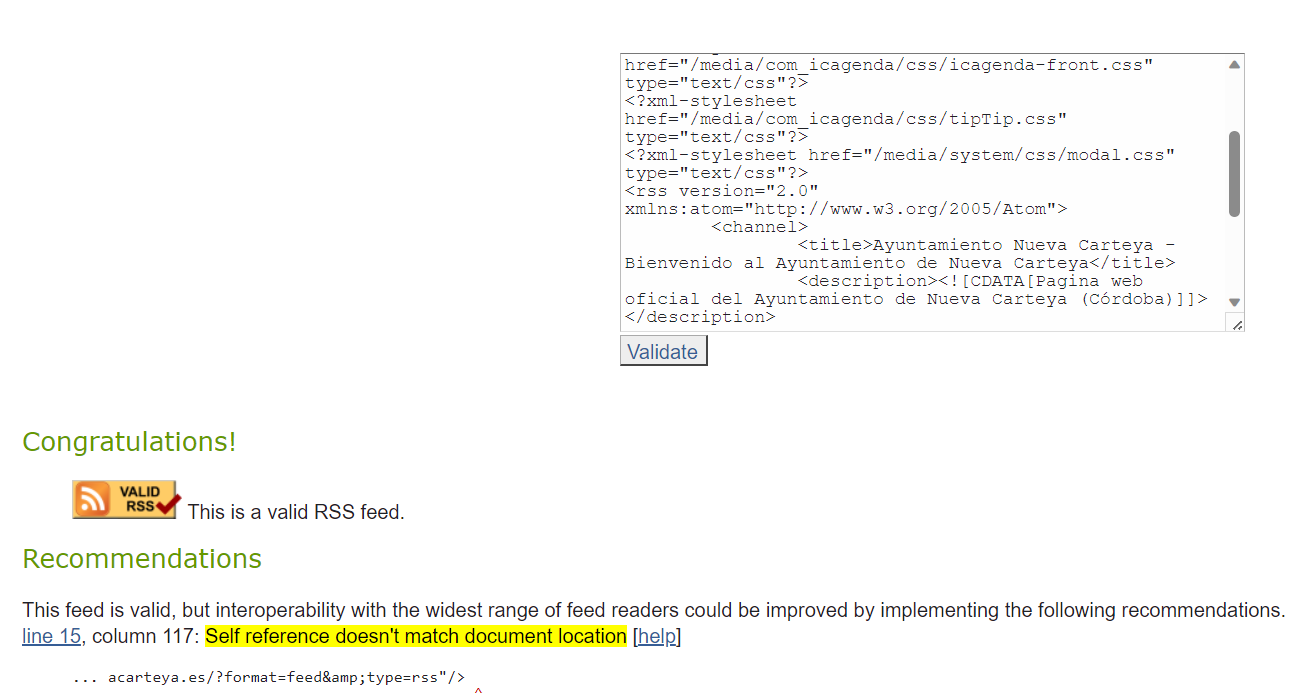 href="/media/com_icagenda/css/icagenda-front.css"
type="text/css"?>
<?xml-stylesheet
href="/media/com_icagenda/css/tipTip.css"
type="text/css"?>
<?xml-stylesheet href="/media/system/css/modal.css"
type="text/css"?>
<rss version="2.0"
xmlns:atom="http://www.w3.org/2005/Atom">
<channel>
<title>Ayuntamiento Nueva Carteya -
Bienvenido al Ayuntamiento de Nueva Carteya</title>
<description><![CDATA[Pagina web
oficial del Ayuntamiento de Nueva Carteya (Córdoba)]]>
</description>
Validate
Congratulations!
VALID
RSS
This is a valid RSS feed.
Recommendations
This feed is valid, but interoperability with the widest range of feed readers could be improved by implementing the following recommendations.
line 15, column 117: Self reference doesn't match document location [help]
... acarteya.es/?format=feed&amp;type=rss"/>
^